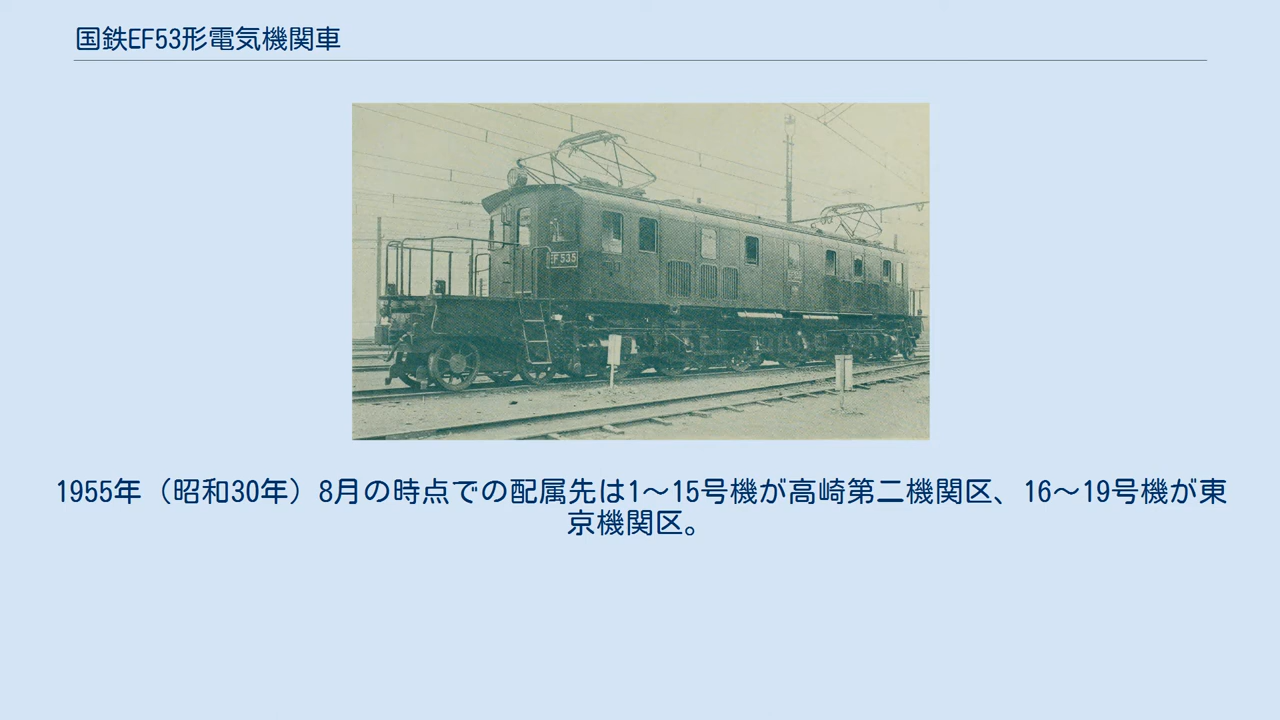 国鉄EF53形電気機関車
EF535
1955年（昭和30年）8月の時点での配属先は1～15号機が高崎第二機関区、16～19号機が東
京機関区。